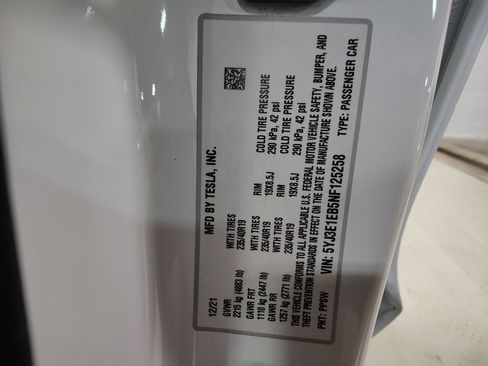 MFD BY TESLA, INC.
12/21
GVWR WITH TIRES RIM COLD TIRE PRESSURE
2215 kg (4883 lb) 235/40R19 19X8.5J 290 kPa, 42 psi
GAWR FRT WITH TIRES RIM COLD TIRE PRESSURE
1110 kg (2447 lb) 235/40R19 19X8.5J 290 kPa, 42 psi
GAWR RR WITH TIRES
1257 kg (2771 lb) 235/40R19
THIS VEHICLE CONFORMS TO ALL APPLICABLE U.S. FEDERAL MOTOR VEHICLE SAFETY, BUMPER, AND
THEFT PREVENTION STANDARDS IN EFFECT ON THE DATE OF MANUFACTURE SHOWN ABOVE.
VIN: 5YJ3E1EB5NF125258 TYPE: PASSENGER CAR
PNT: PPSW